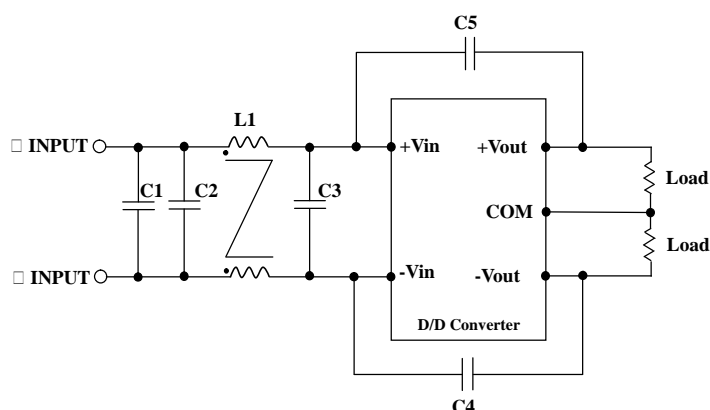 C5
L1
□ INPUT
+Vin
+Vout
C1
C2
C3
Load
COM
Load
□ INPUT
-Vin
-Vout
D/D Converter
C4